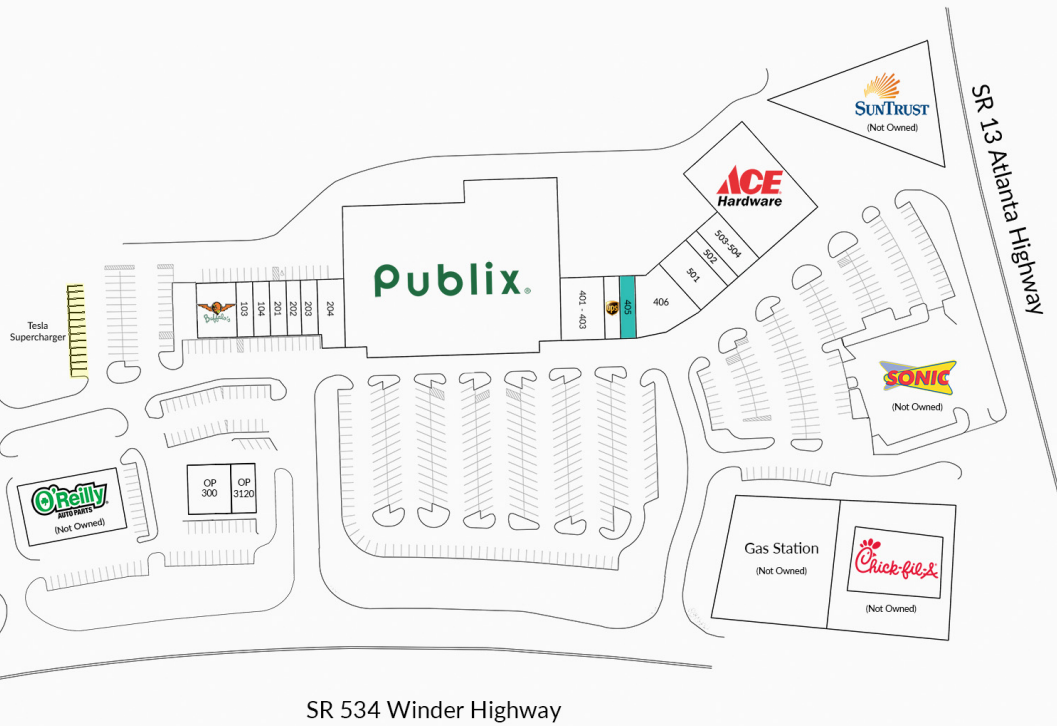 SunTrust
(Not Owned)
SR 13 Atlanta Highway
ACE
Hardware
503-504
502
501
Publix
®
Tesla
Supercharger
Buffalo's
103
104
201
202
203
204
401 - 403
ups
405
406
SONIC
(Not Owned)
O'Reilly
AUTO PARTS
(Not Owned)
OP
300
OP
3120
Gas Station
(Not Owned)
Chick-fil-A
(Not Owned)
SR 534 Winder Highway